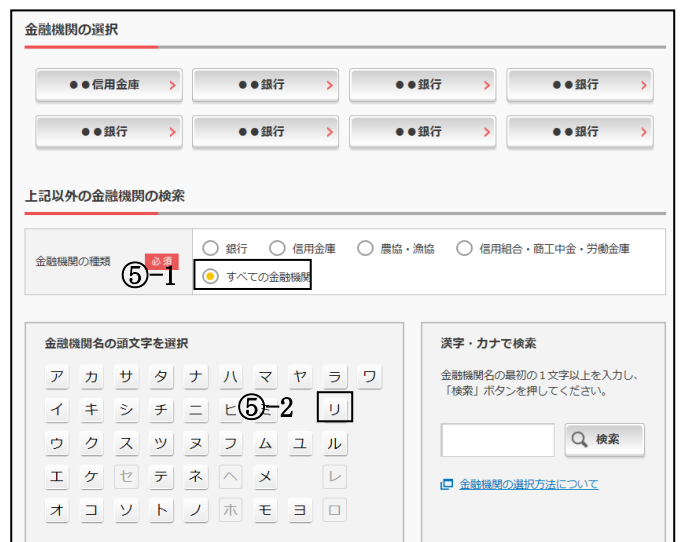 金融機関の選択
●●信用金庫 ●●銀行 ●●銀行 ●●銀行
●●銀行 ●●銀行 ●●銀行 ●●銀行
上記以外の金融機関の検索
金融機関の種類 必須
⑤-1
銀行 信用金庫 農協・漁協 信用組合・商工中金・労働金庫
すべての金融機関
金融機関名の頭文字を選択
ア カ サ タ ナ ハ マ ヤ ラ ワ
イ キ シ チ ニ ヒ ミ リ
⑤-2
ウ ク ス ツ ヌ フ ム ユ ル
エ ケ セ テ ネ ヘ メ レ
オ コ ソ ト ノ ホ モ ヨ ロ
漢字・カナで検索
金融機関名の最初の1文字以上を入力し、
「検索」ボタンを押してください。
検索
金融機関の選択方法について